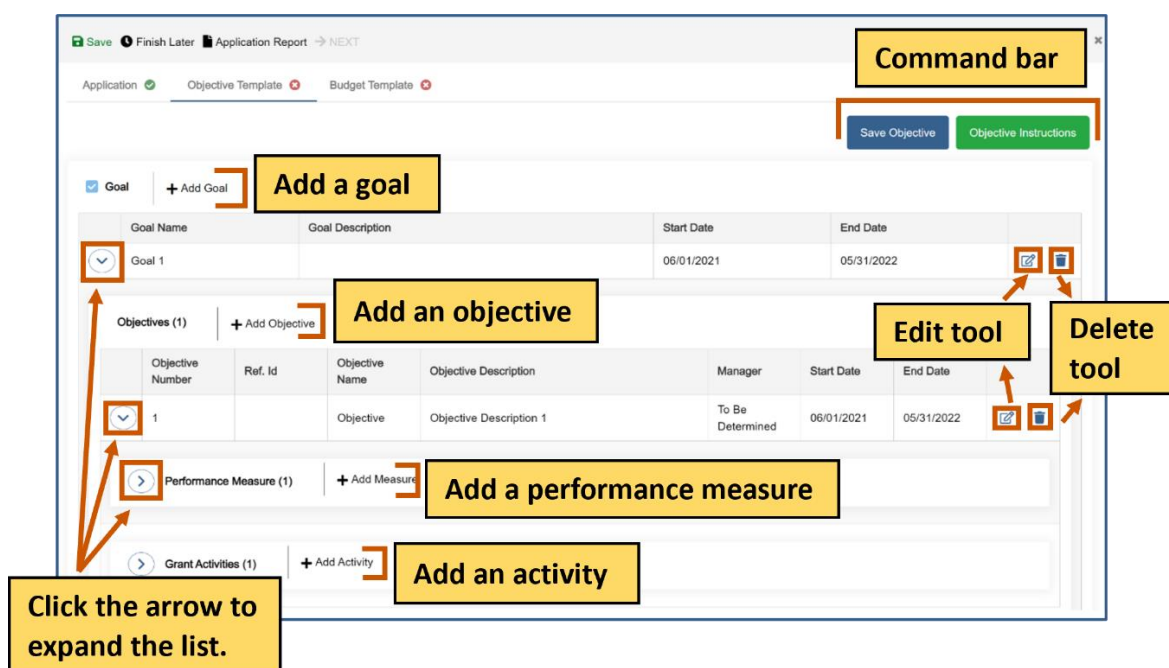 Save Finish Later Application Report NEXT
Command bar
Application Objective Template Budget Template
Save Objective Objective Instructions
Goal + Add Goal
Add a goal
Goal Name Goal Description Start Date End Date
Goal 1 06/01/2021 05/31/2022
Add an objective
Objectives (1) + Add Objective
Edit tool
Delete
tool
Objective
Number Ref. Id Objective
Name Objective Description Manager Start Date End Date
1 Objective Objective Description 1 To Be
Determined 06/01/2021 05/31/2022
Performance Measure (1) + Add Measure
Add a performance measure
Grant Activities (1) + Add Activity
Add an activity
Click the arrow to
expand the list.